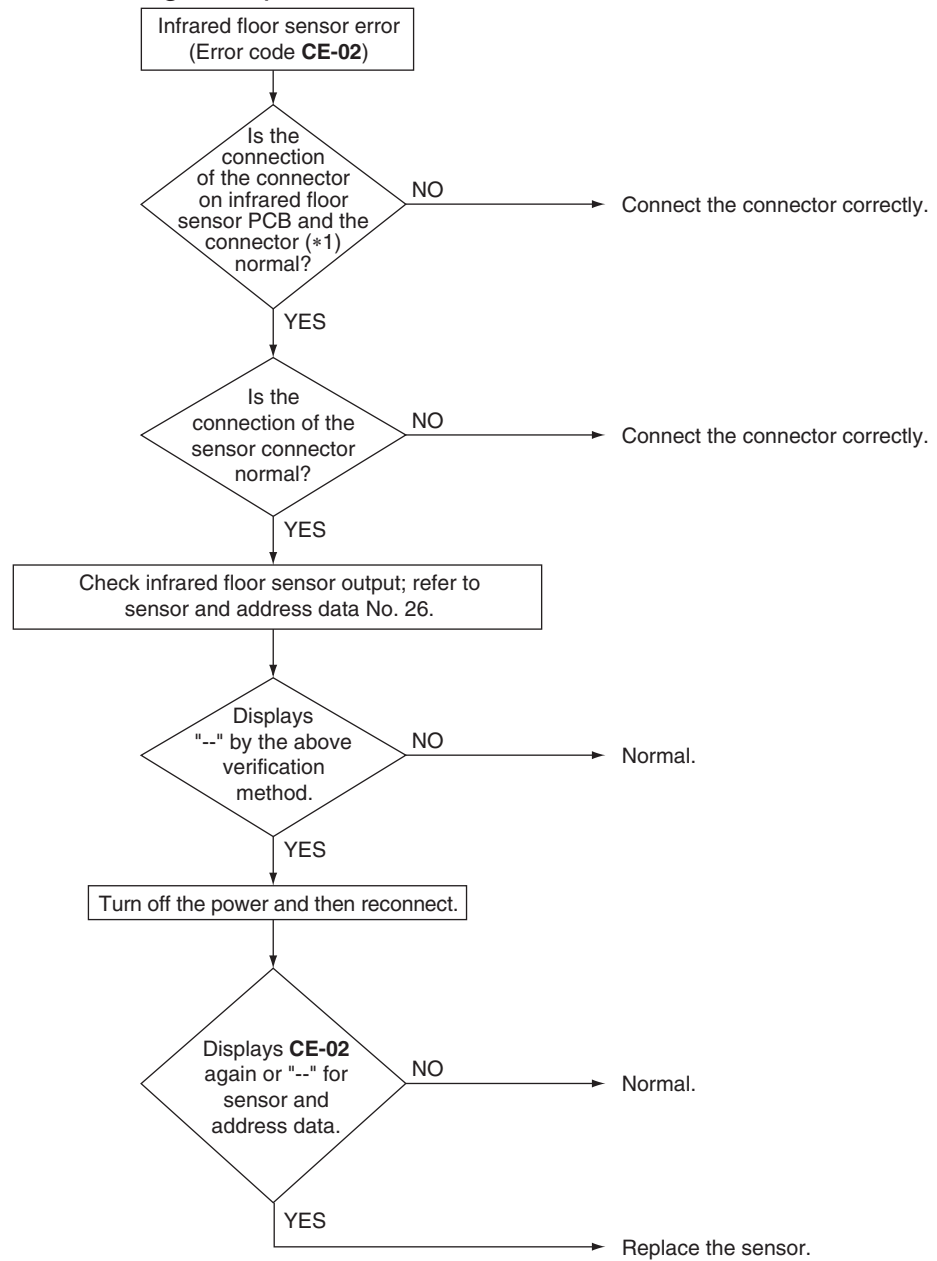 Infrared floor sensor error
(Error code CE-02)
Is the
connection
of the connector
on infrared floor
sensor PCB and the
connector (*1)
normal?
NO
Connect the connector correctly.
YES
Is the
connection of the
sensor connector
normal?
NO
Connect the connector correctly.
YES
Check infrared floor sensor output; refer to
sensor and address data No. 26.
Displays
"--" by the above
verification
method.
NO
Normal.
YES
Turn off the power and then reconnect.
Displays CE-02
again or "--" for
sensor and
address data.
NO
Normal.
YES
Replace the sensor.